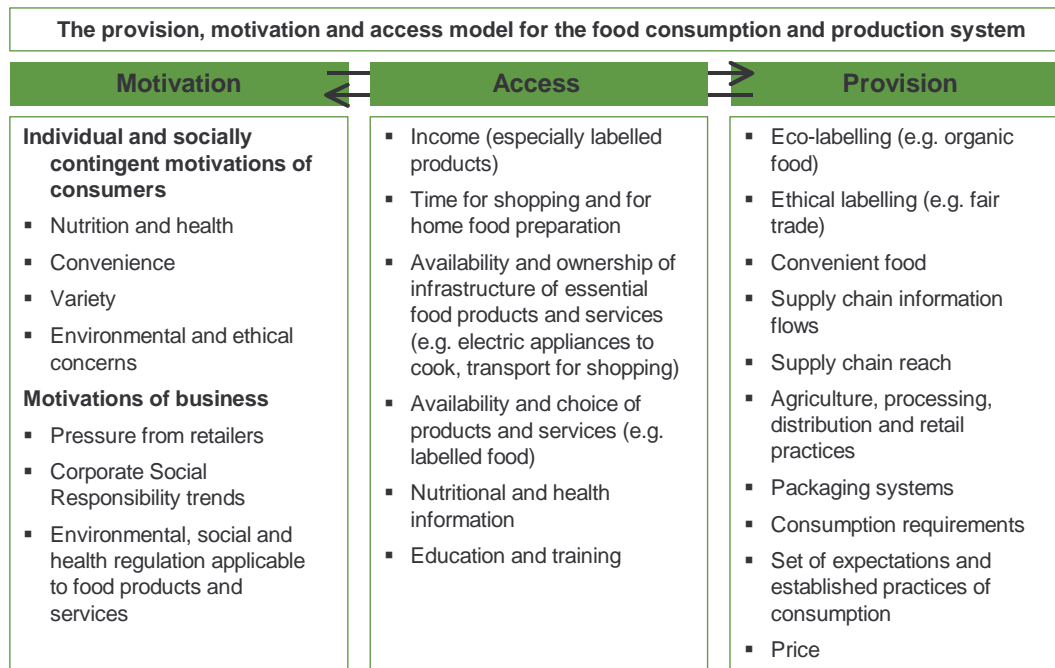 The provision, motivation and access model for the food consumption and production system
Motivation
Access
Provision
Individual and socially
contingent motivations of
consumers
▪ Nutrition and health
▪ Convenience
▪ Variety
▪ Environmental and ethical
concerns
Motivations of business
▪ Pressure from retailers
▪ Corporate Social
Responsibility trends
▪ Environmental, social and
health regulation applicable
to food products and
services
▪ Income (especially labelled
products)
▪ Time for shopping and for
home food preparation
▪ Availability and ownership of
infrastructure of essential
food products and services
(e.g. electric appliances to
cook, transport for shopping)
▪ Availability and choice of
products and services (e.g.
labelled food)
▪ Nutritional and health
information
▪ Education and training
▪ Eco-labelling (e.g. organic
food)
▪ Ethical labelling (e.g. fair
trade)
▪ Convenient food
▪ Supply chain information
flows
▪ Supply chain reach
▪ Agriculture, processing,
distribution and retail
practices
▪ Packaging systems
▪ Consumption requirements
▪ Set of expectations and
established practices of
consumption
▪ Price